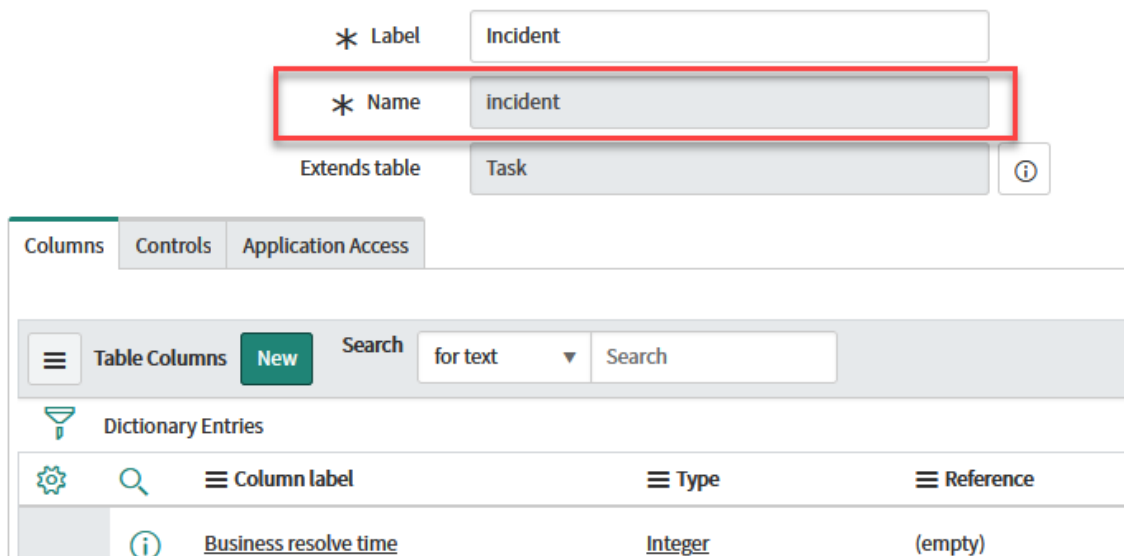 Label Incident
Name incident
Extends table Task
Columns Controls Application Access
Table Columns New Search for text Search
Dictionary Entries
Column label Type Reference
Business resolve time Integer (empty)